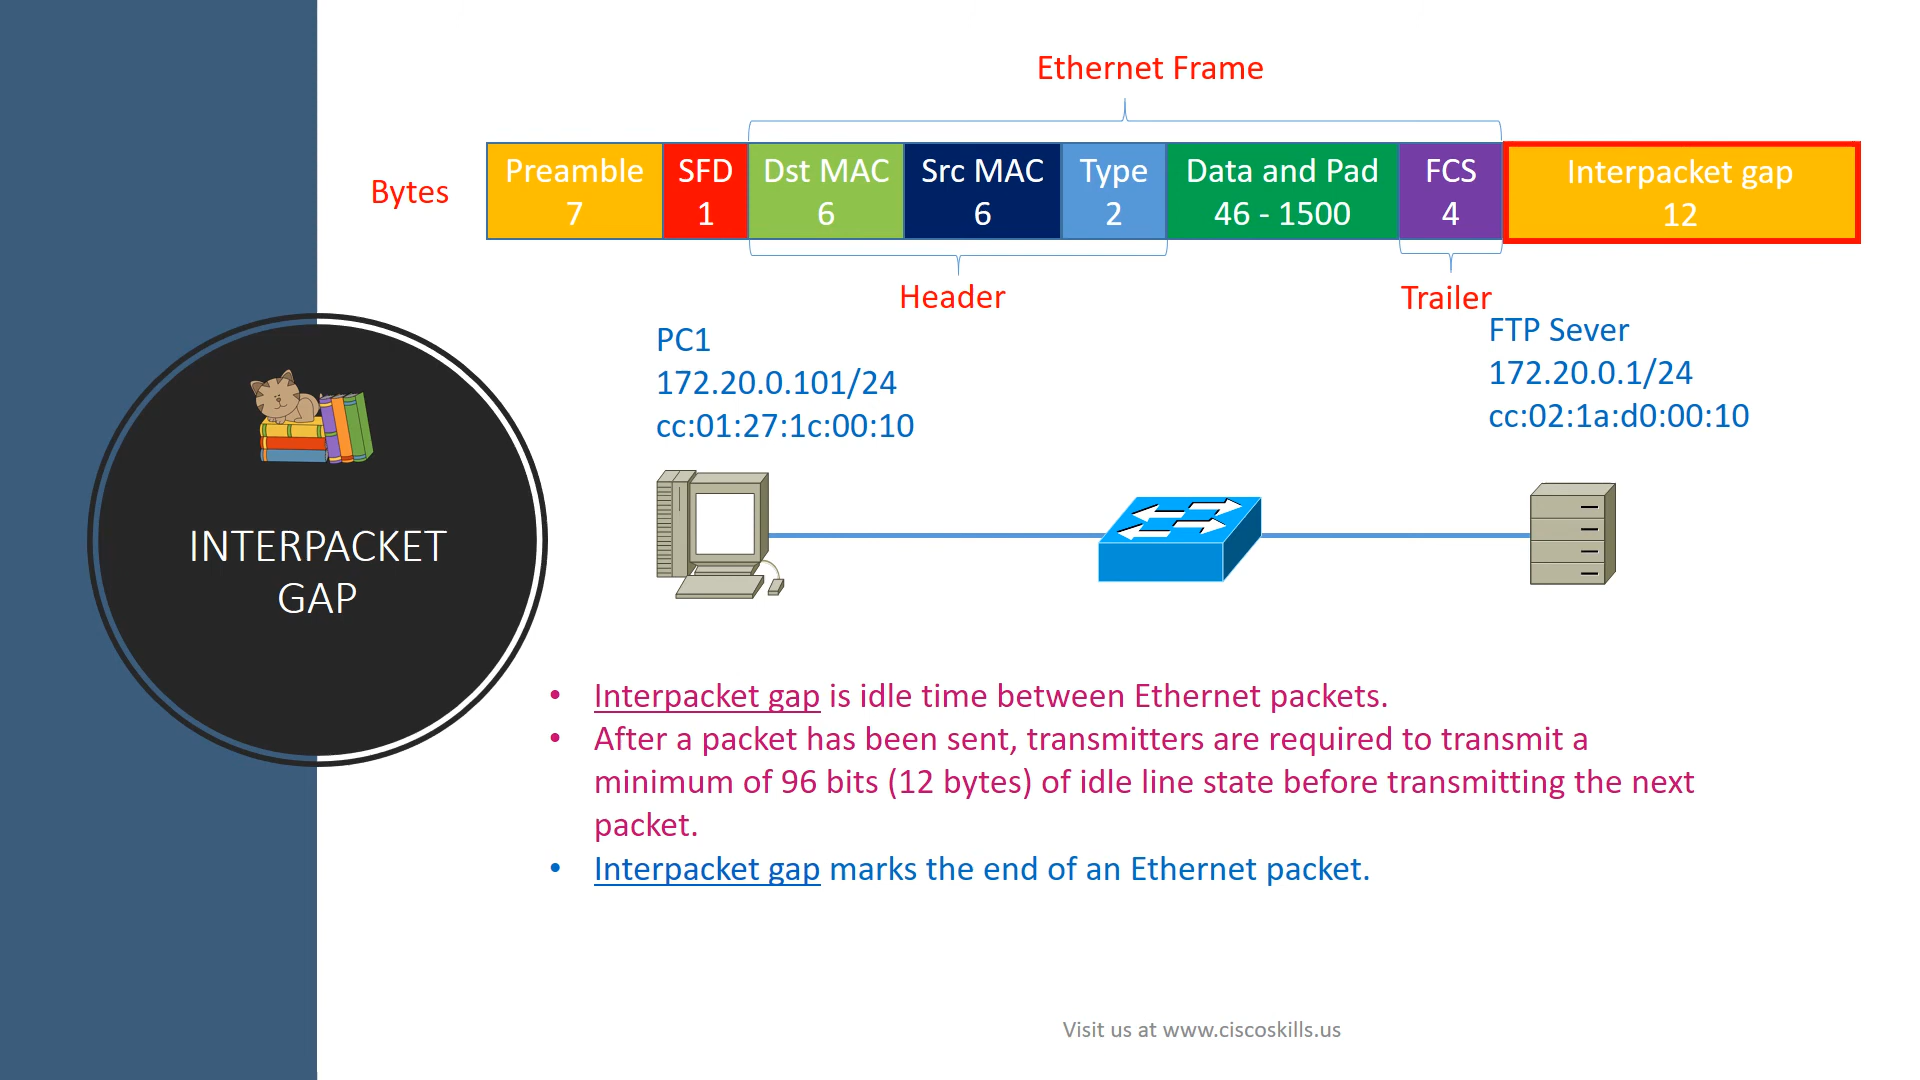 Ethernet Frame
Bytes
Preamble
7
SFD
1
Dst MAC
6
Src MAC
6
Type
2
Data and Pad
46 - 1500
FCS
4
Interpacket gap
12
Header
Trailer
PC1
172.20.0.101/24
cc:01:27:1c:00:10
FTP Sever
172.20.0.1/24
cc:02:1a:d0:00:10
INTERPACKET
GAP
• Interpacket gap is idle time between Ethernet packets.
• After a packet has been sent, transmitters are required to transmit a
minimum of 96 bits (12 bytes) of idle line state before transmitting the next
packet.
• Interpacket gap marks the end of an Ethernet packet.
Visit us at www.ciscoskills.us